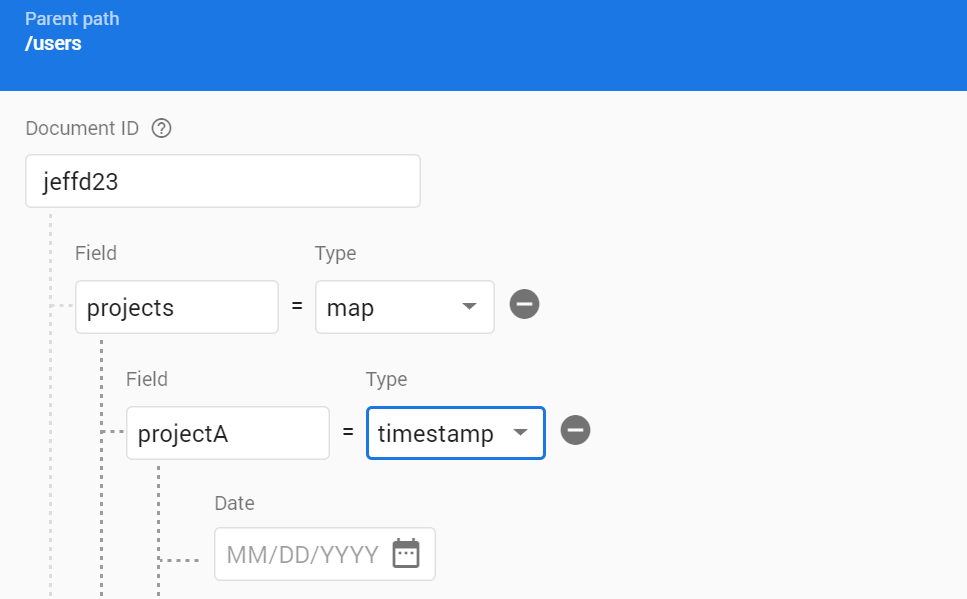 Parent path
/users
Document ID ?
jeffd23
Field Type
projects = map
Field Type
projectA = timestamp
Date
MM/DD/YYYY